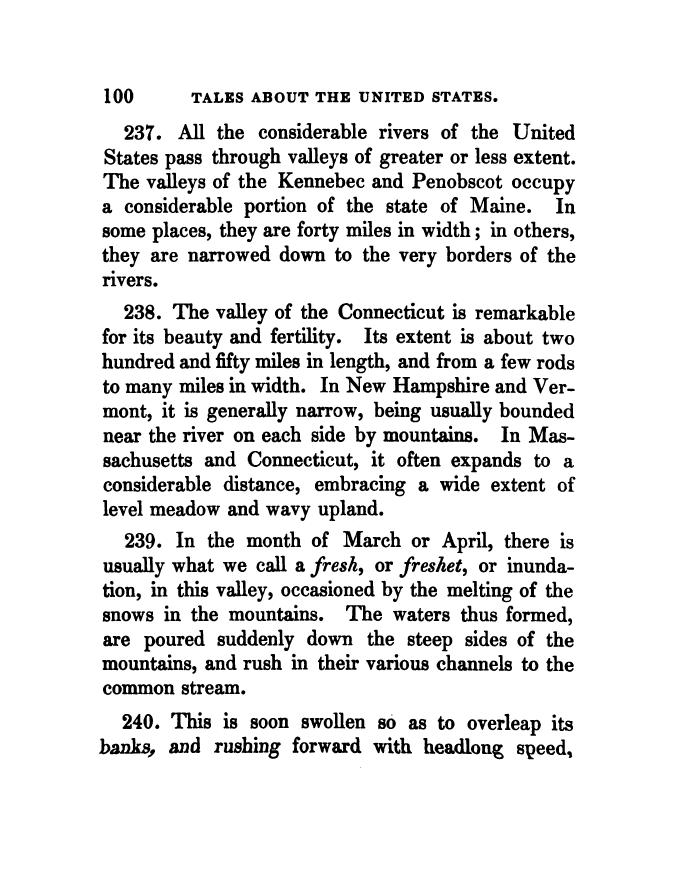 100 TALES ABOUT THE UNITED STATES.
237. All the considerable rivers of the United
States pass through valleys of greater or less extent.
The valleys of the Kennebec and Penobscot occupy
a considerable portion of the state of Maine. In
some places, they are forty miles in width; in others,
they are narrowed down to the very borders of the
rivers.
238. The valley of the Connecticut is remarkable
for its beauty and fertility. Its extent is about two
hundred and fifty miles in length, and from a few rods
to many miles in width. In New Hampshire and Ver-
mont, it is generally narrow, being usually bounded
near the river on each side by mountains. In Mas-
sachusetts and Connecticut, it often expands to a
considerable distance, embracing a wide extent of
level meadow and wavy upland.
239. In the month of March or April, there is
usually what we call a fresh, or freshet, or inunda-
tion, in this valley, occasioned by the melting of the
snows in the mountains. The waters thus formed,
are poured suddenly down the steep sides of the
mountains, and rush in their various channels to the
common stream.
240. This is soon swollen so as to overleap its
banks, and rushing forward with headlong speed,